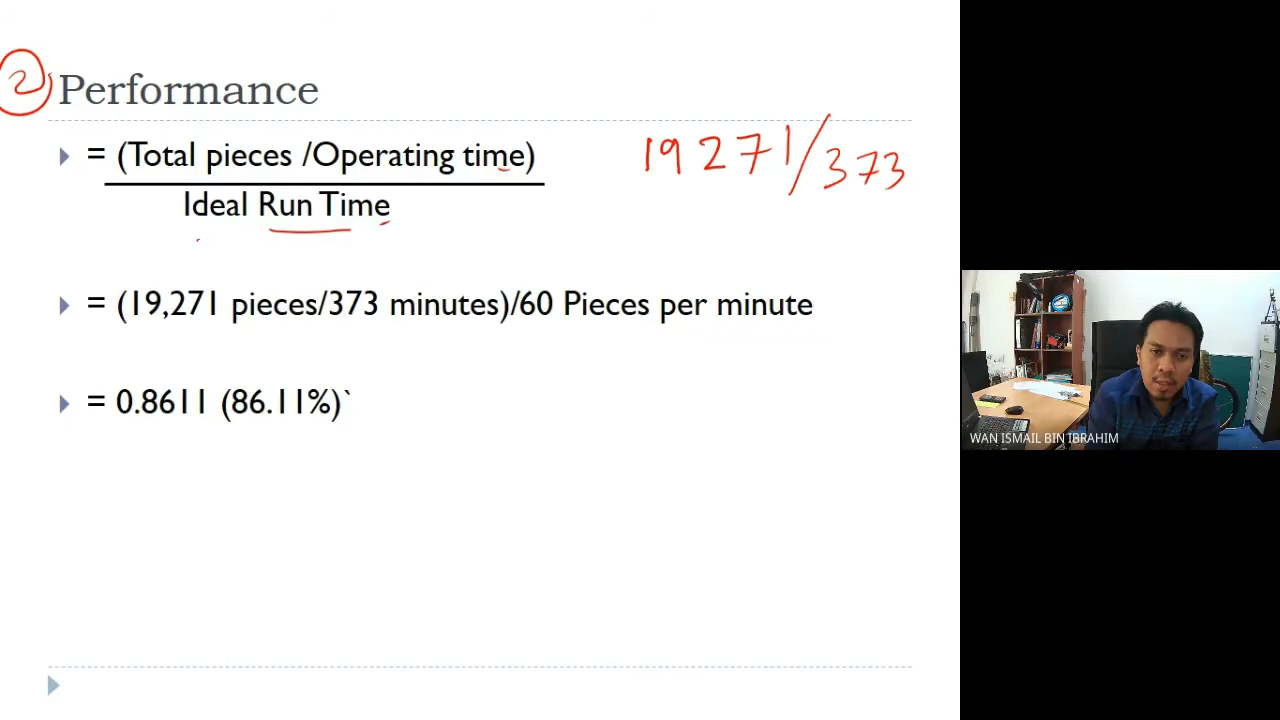 2 Performance
= (Total pieces /Operating time)
Ideal Run Time
19271/373
= (19,271 pieces/373 minutes)/60 Pieces per minute
= 0.8611 (86.11%)`
WAN ISMAIL BIN IBRAHIM